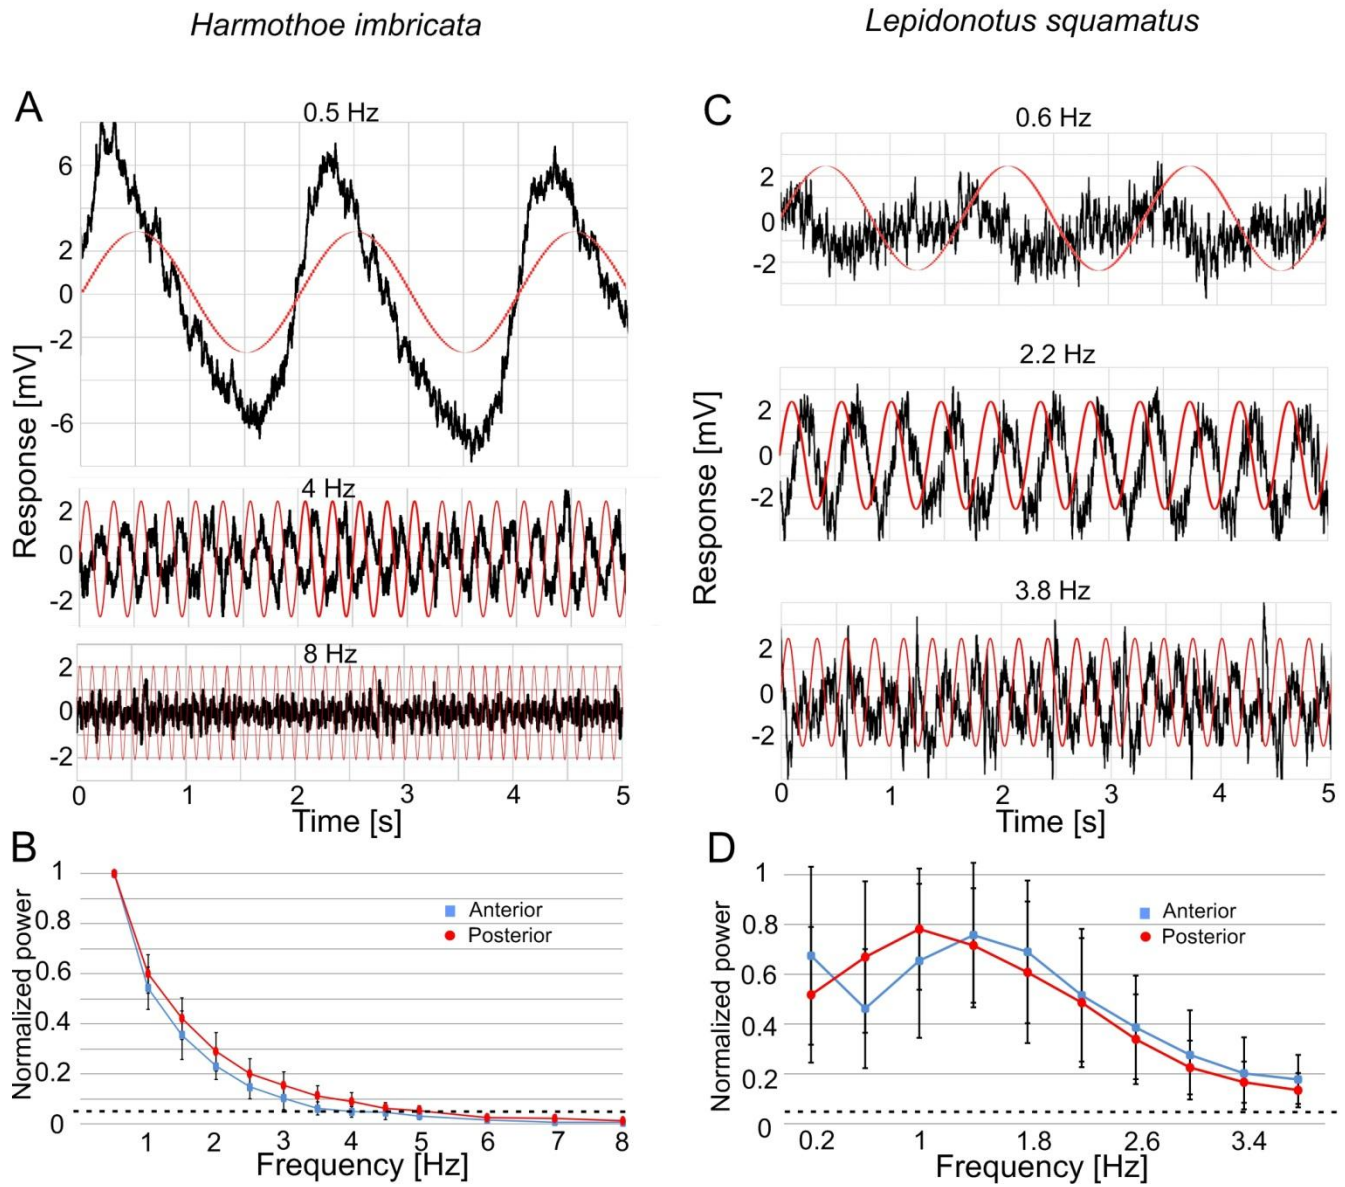 Harmothoe imbricata
Lepidonotus squamatus
A
0.5 Hz
6
2
0
-2
-6
4 Hz
2
0
-2
8 Hz
2
0
-2
Response [mV]
0 1 2 3 4 5
Time [s]
C
0.6 Hz
2
0
-2
2.2 Hz
2
0
-2
3.8 Hz
2
0
-2
Response [mV]
0 1 2 3 4 5
Time [s]
B
1
0.8
0.6
0.4
0.2
0
Normalized power
Anterior
Posterior
1 2 3 4 5 6 7 8
Frequency [Hz]
D
1
0.8
0.6
0.4
0.2
0
Normalized power
Anterior
Posterior
0.2 1 1.8 2.6 3.4
Frequency [Hz]